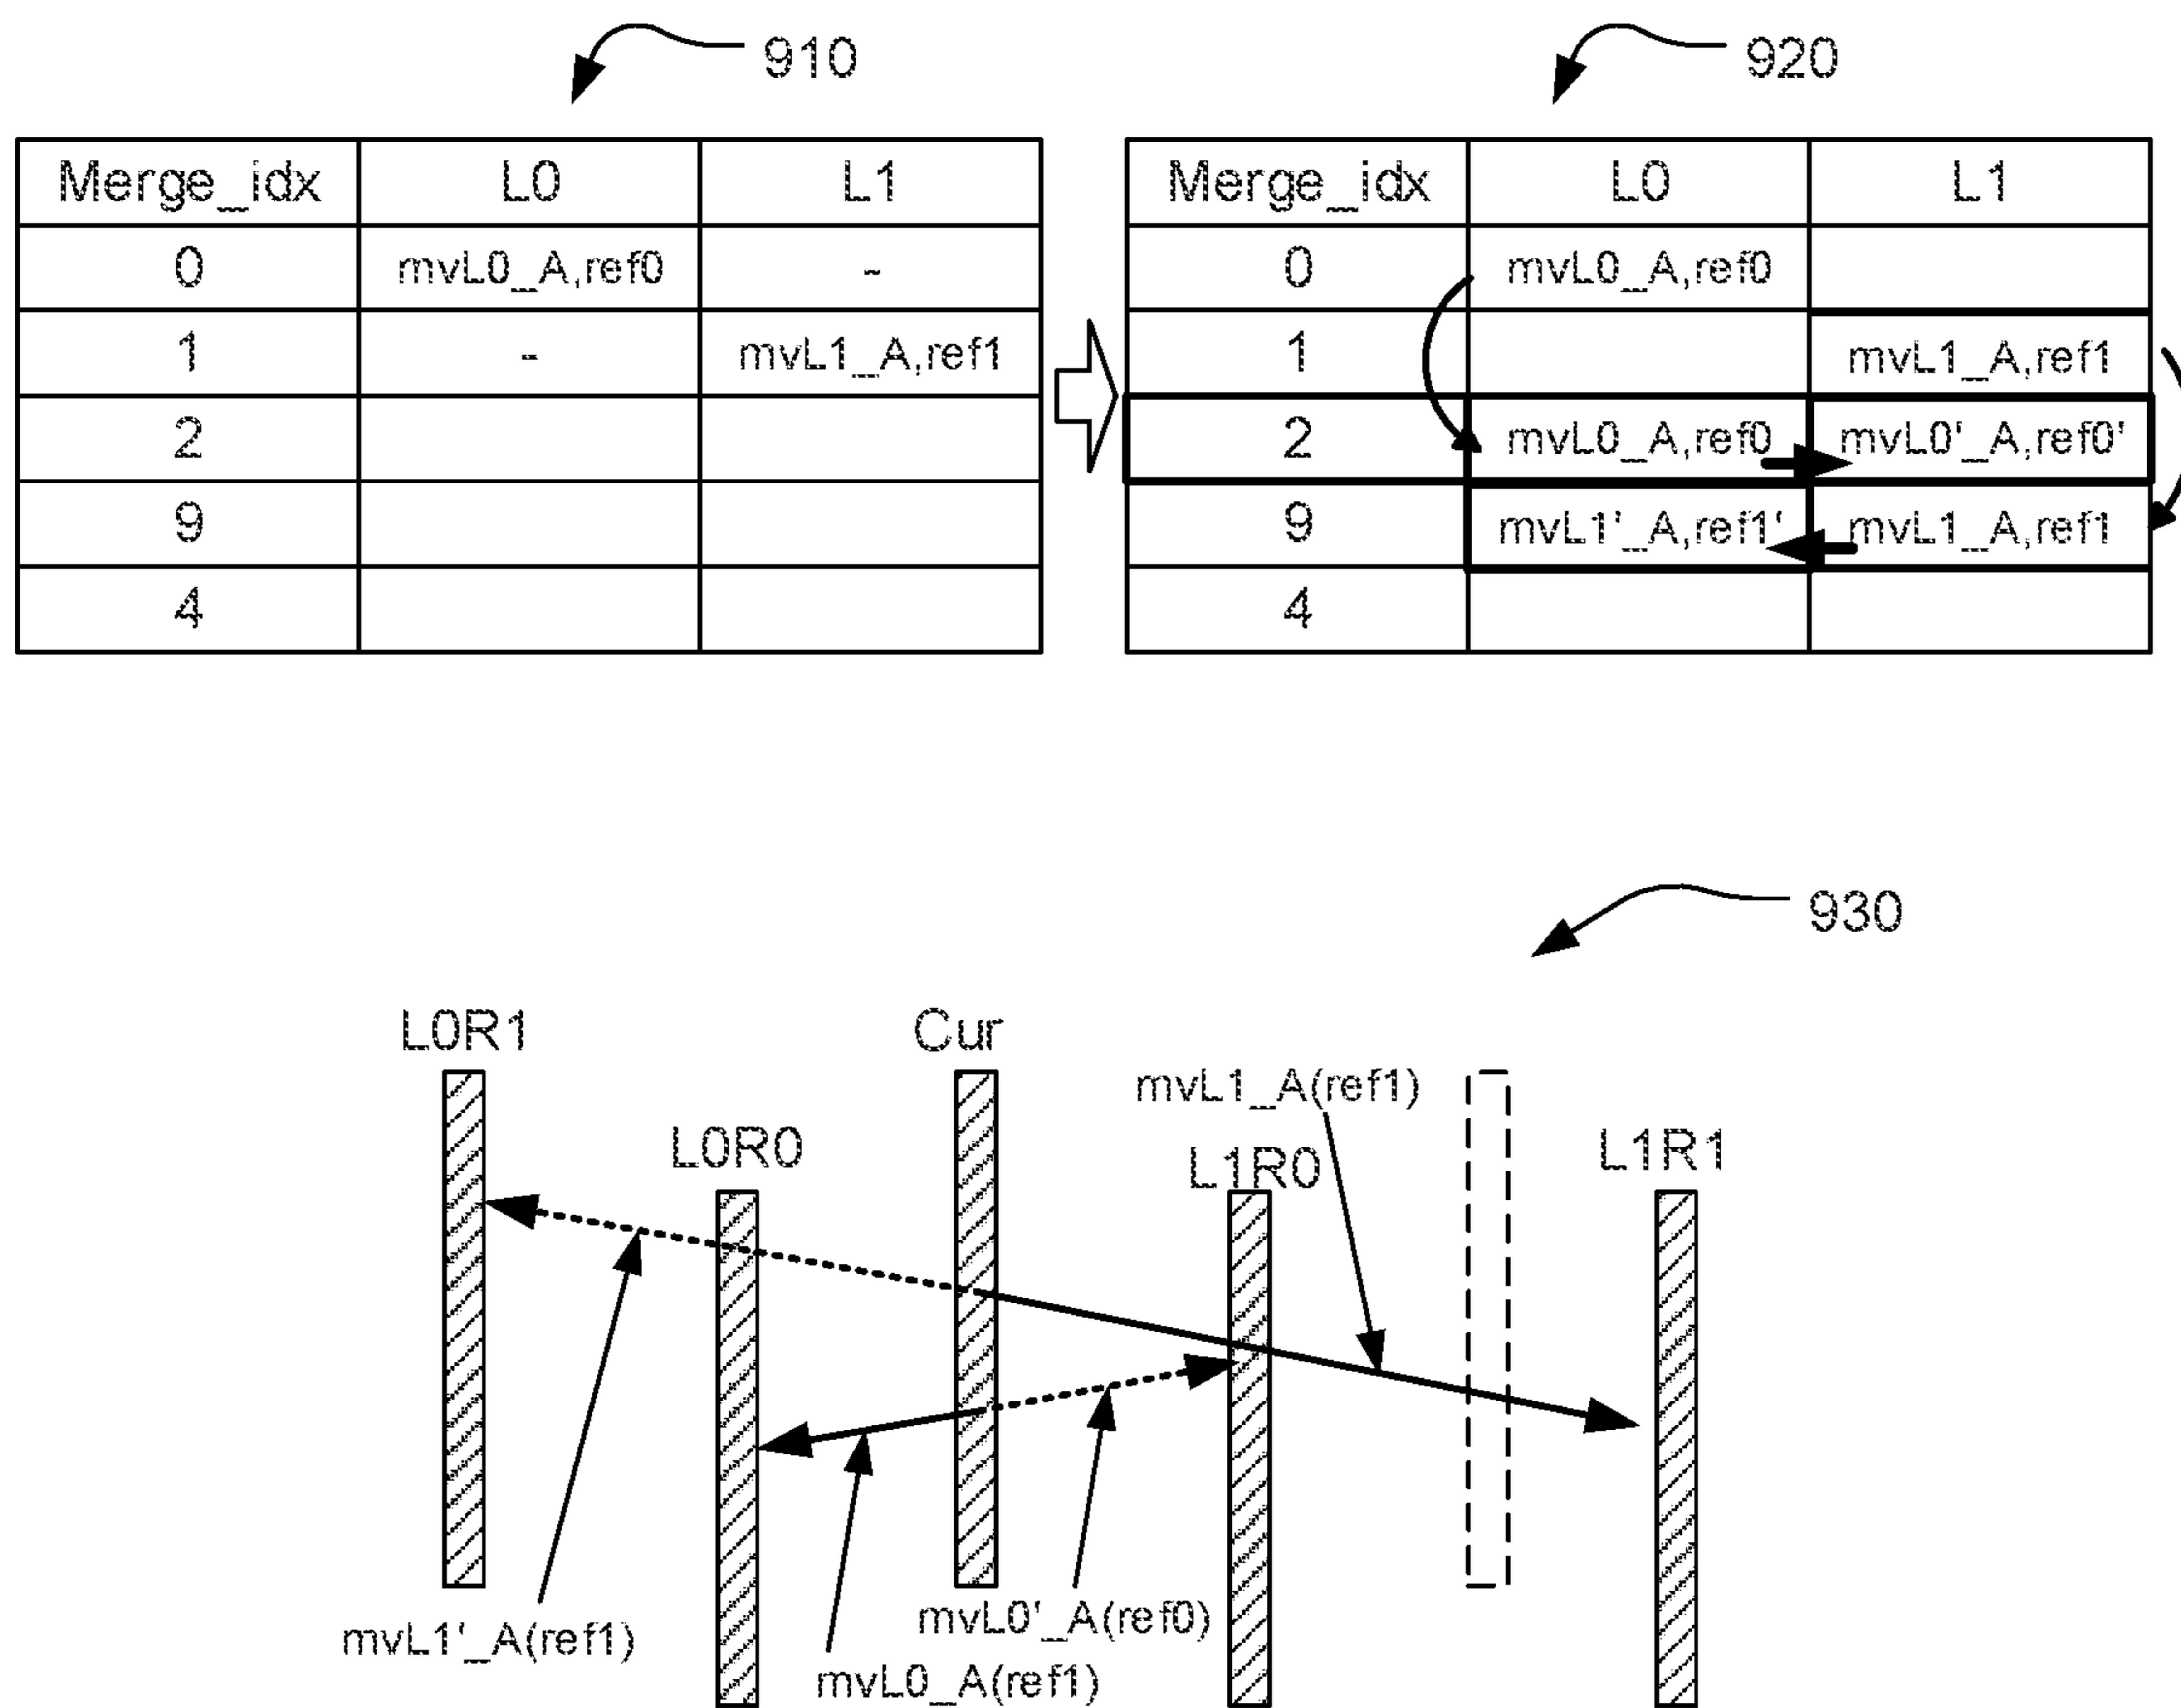 910
920
Merge_idx L0 L1
0 mvL0_A,ref0 -
1 - mvL1_A,ref1
2
9
4
Merge_idx L0 L1
0 mvL0_A,ref0
1 mvL1_A,ref1
2 mvL0_A,ref0 mvL0'_A,ref0'
9 mvL1'_A,ref1' mvL1_A,ref1
4
930
L0R1
Cur
mvL1_A(ref1)
L0R0
L1R0
L1R1
mvL1'_A(ref1)
mvL0'_A(ref0)
mvL0_A(ref1)